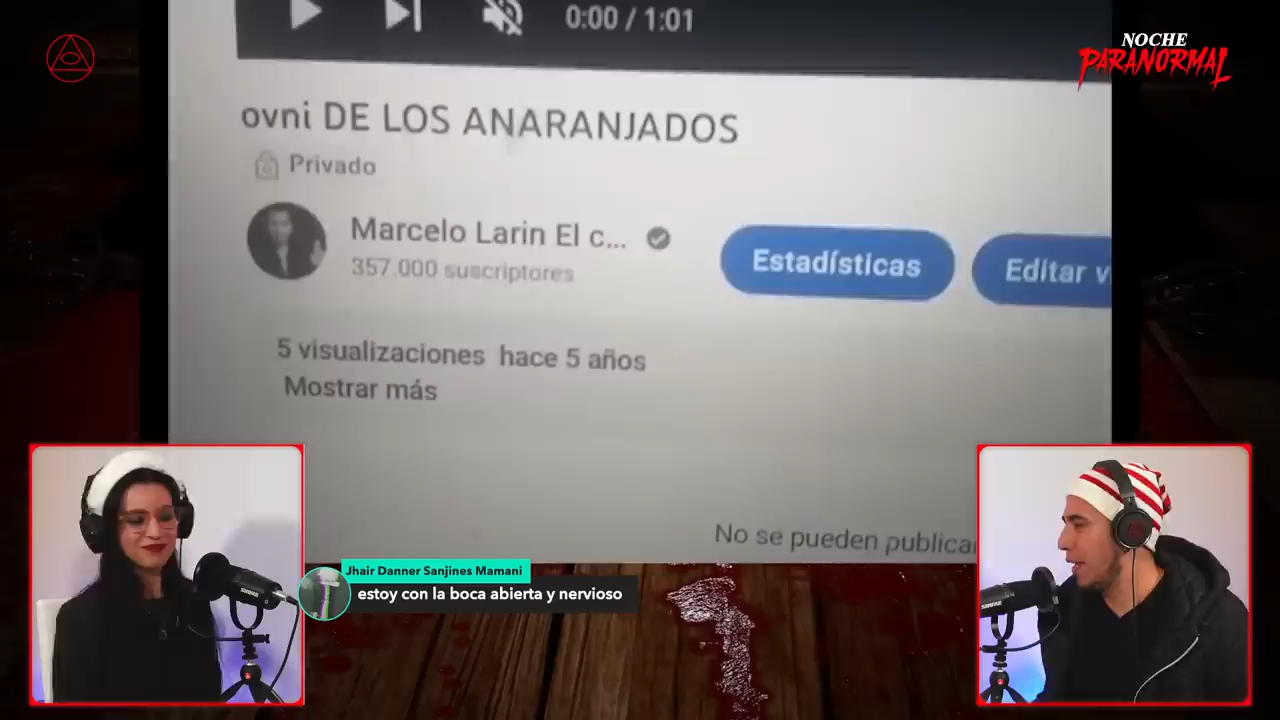 0:00 / 1:01
NOCHE
PARANORMAL
ovni DE LOS ANARANJADOS
Privado
Marcelo Larin El c...
357.000 suscriptores
Estadísticas
Editar v
5 visualizaciones hace 5 años
Mostrar más
No se pueden publica
Jhair Danner Sanjines Mamani
estoy con la boca abierta y nervioso